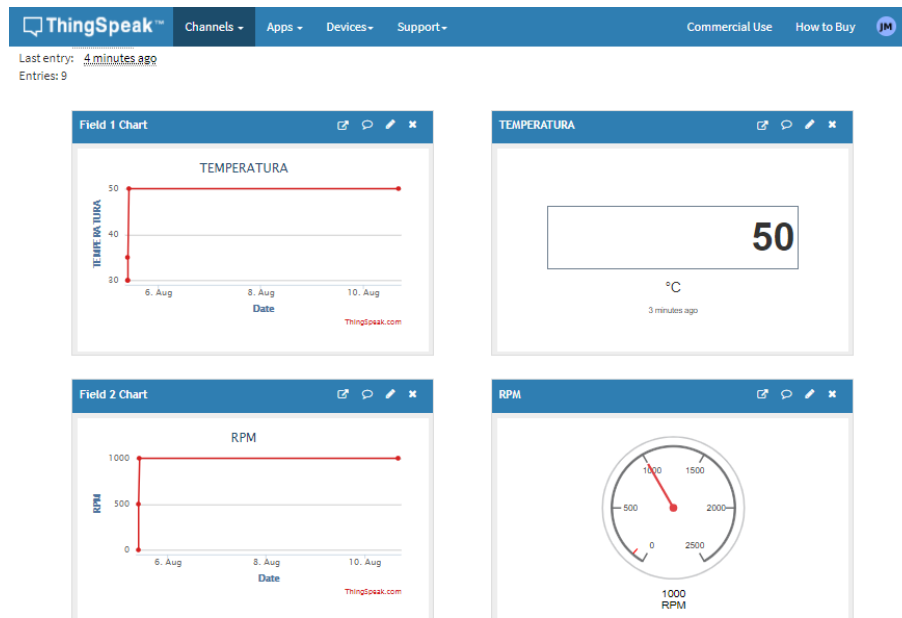 ThingSpeak™ Channels Apps Devices Support Commercial Use How to Buy JM
Last entry: 4 minutes ago
Entries: 9
Field 1 Chart
TEMPERATURA
50
40
30
TEMPERATURA
6. Aug 8. Aug 10. Aug
Date
ThingSpeak.com
TEMPERATURA
50
°C
3 minutes ago
Field 2 Chart
RPM
1000
500
0
RPM
6. Aug 8. Aug 10. Aug
Date
ThingSpeak.com
RPM
1000 1500
500 2000
0 2500
1000
RPM